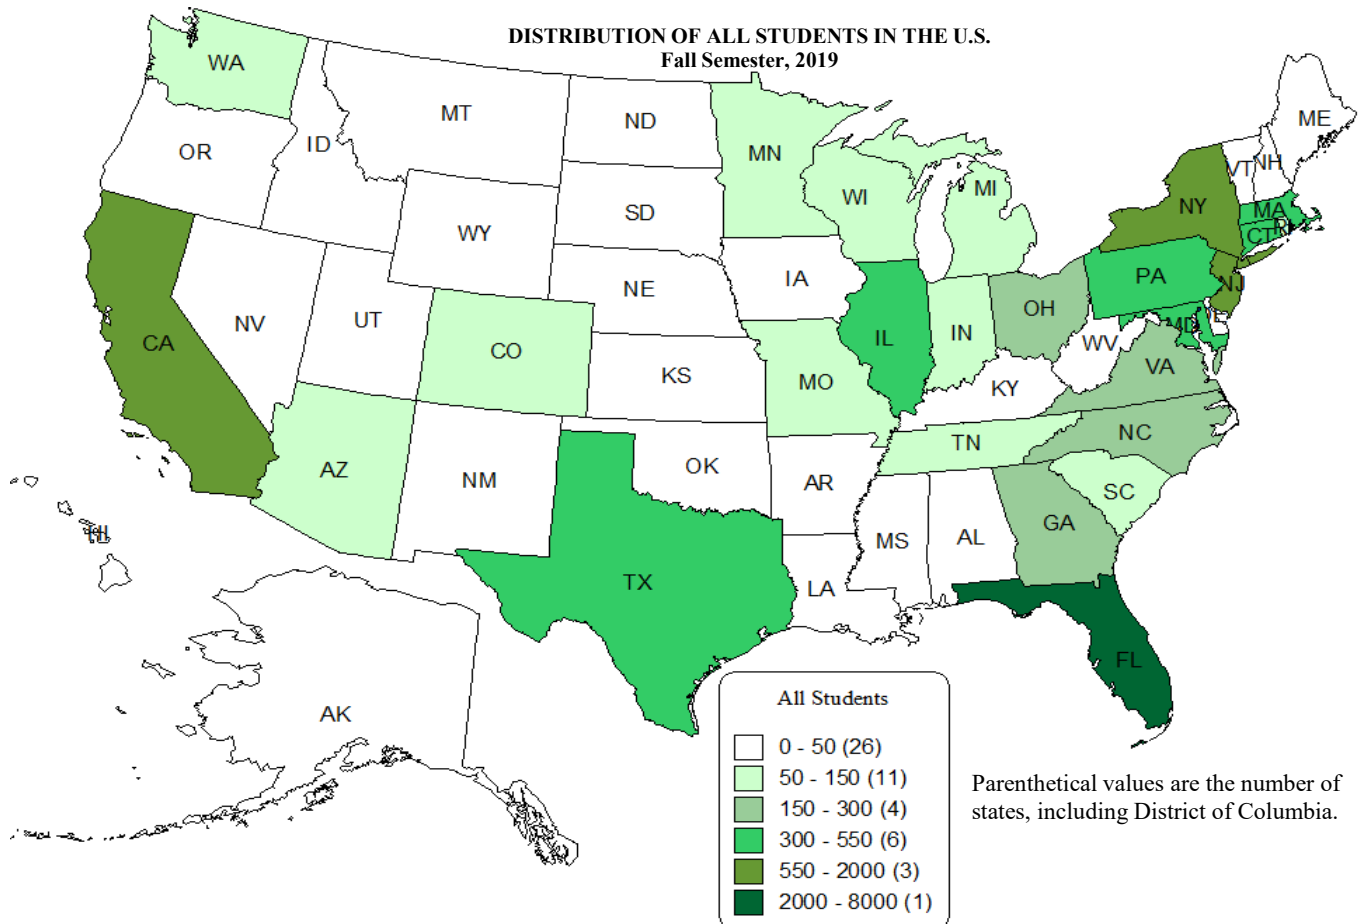 DISTRIBUTION OF ALL STUDENTS IN THE U.S.
Fall Semester, 2019
WA
MT
ND
ME
MN
VT
NH
OR
ID
WI
MI
SD
NY
MA
WY
CT
IA
PA
NE
OH
NJ
NV
UT
IL
IN
MD
CA
CO
WV
VA
KS
MO
KY
NC
TN
AZ
NM
OK
AR
SC
GA
MS
AL
HI
TX
LA
FL
AK
All Students
0 - 50 (26)
50 - 150 (11)
150 - 300 (4)
300 - 550 (6)
550 - 2000 (3)
2000 - 8000 (1)
Parenthetical values are the number of
states, including District of Columbia.